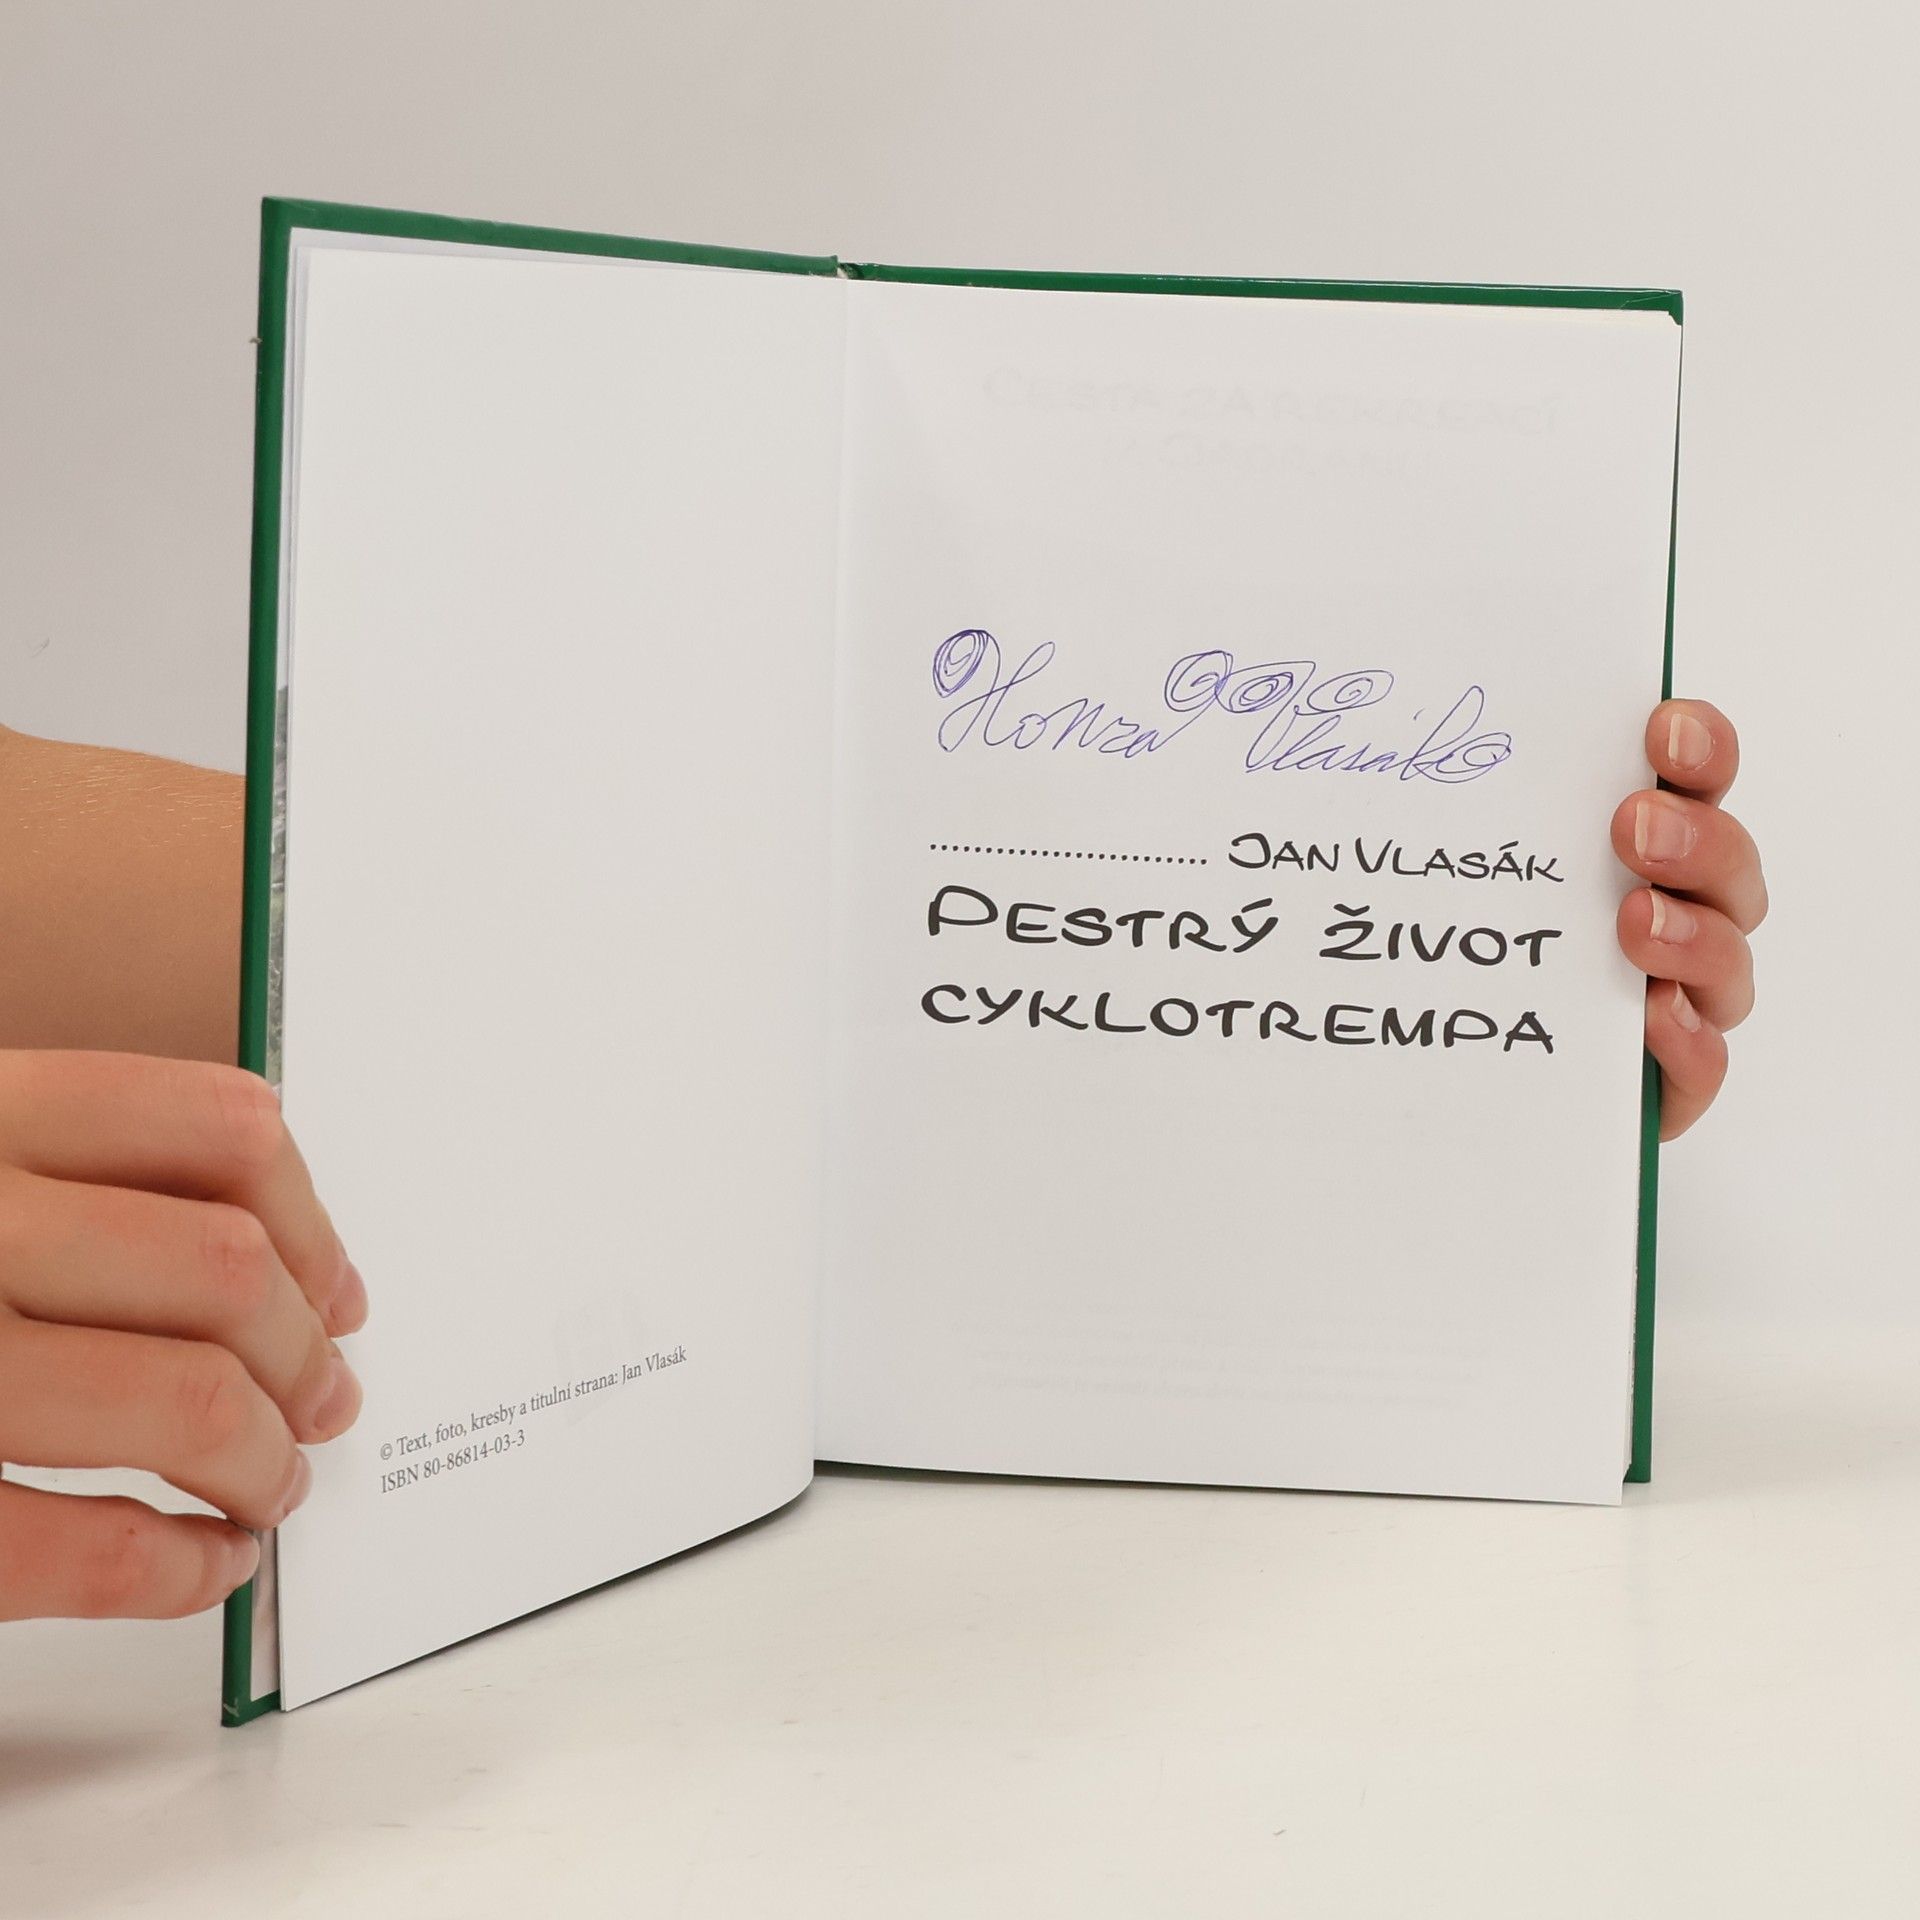 © Text, foto, kresby a titulní strana: Jan Vlasák
ISBN 80-86814-03-3
Honza Vlasák
......................... JAN VLASÁK
PESTRÝ ŽIVOT
CYKLOTREMPA